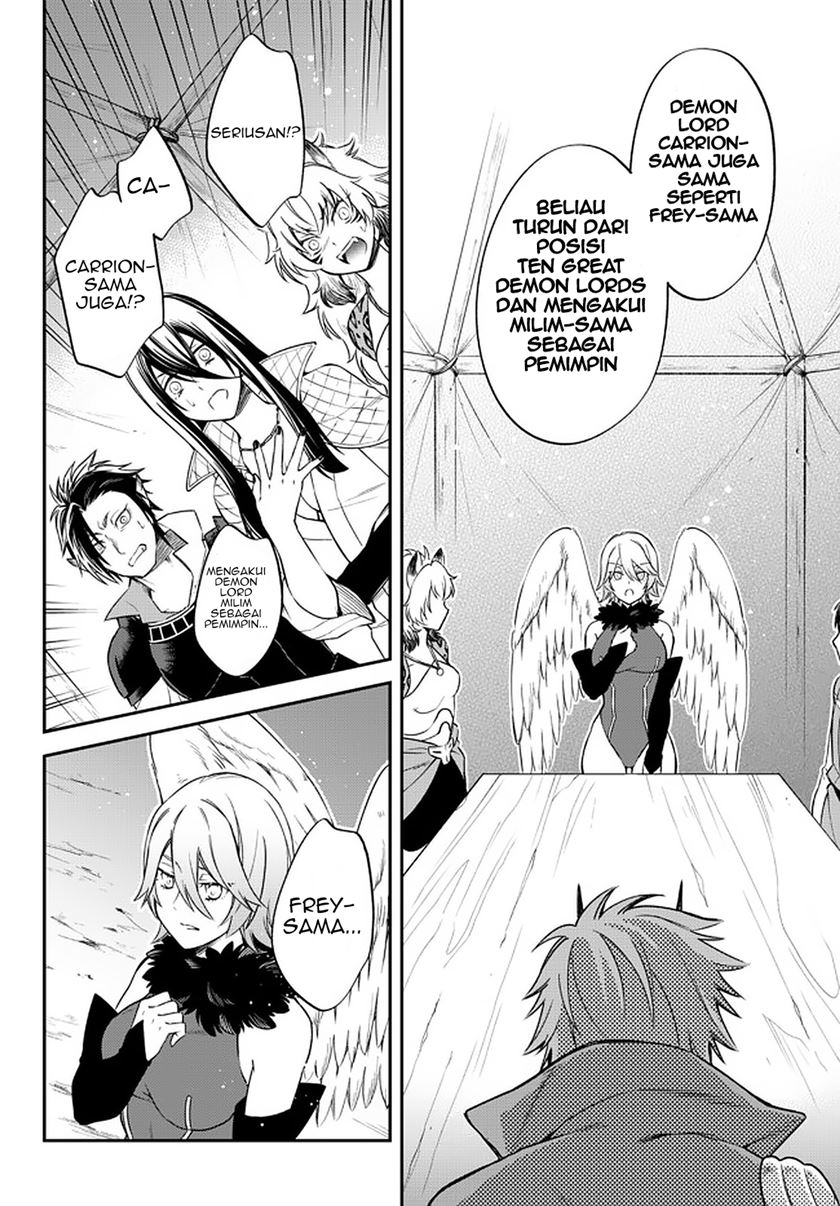 DEMON
LORD
CARRION-
SAMA JUGA
SAMA
SEPERTI
FREY-SAMA
BELIAU
TURUN DARI
POSISI
TEN GREAT
DEMON LORDS
DAN MENGAKUI
MILIM-SAMA
SEBAGAI
PEMIMPIN
SERIUSAN!?
CA-
CARRION-
SAMA
JUGA!?
MENGAKUI
DEMON
LORD
MILIM
SEBAGAI
PEMIMPIN...
FREY-
SAMA...